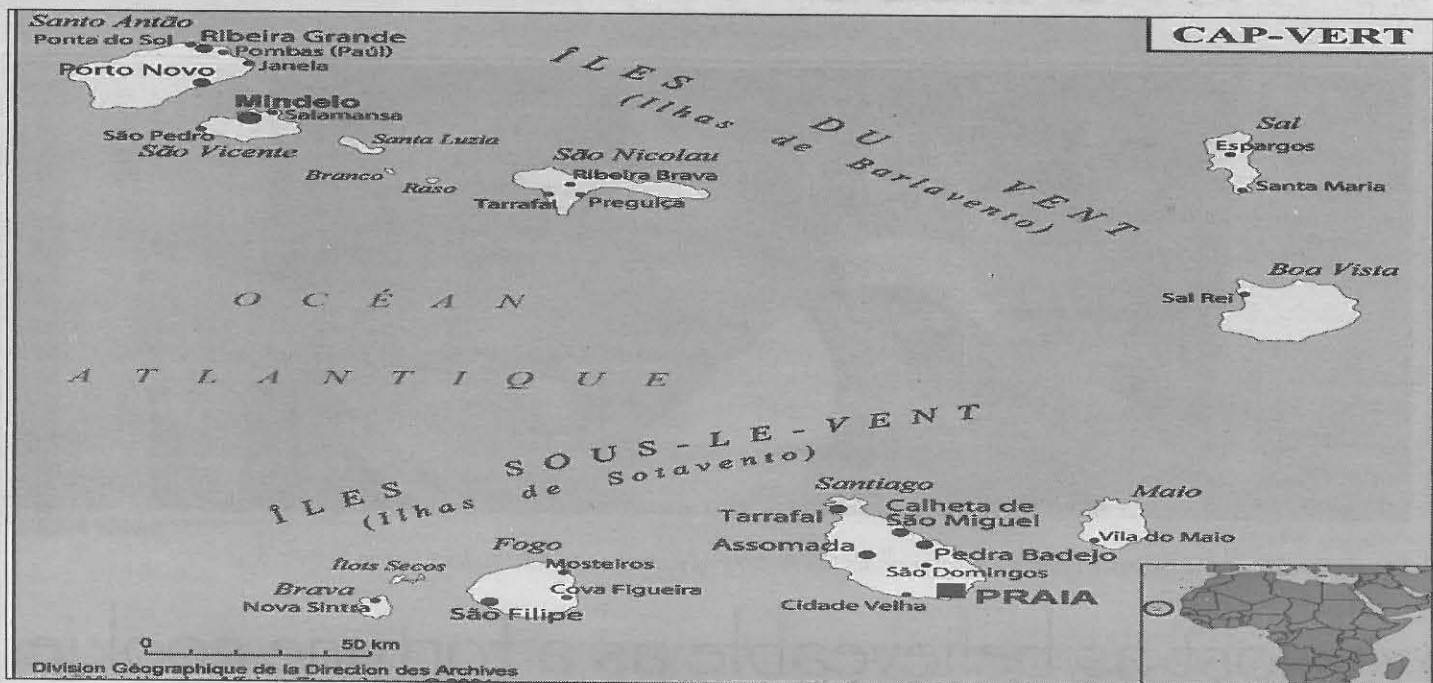 CAP-VERT
Santo Antão
Ponta do Sol
Ribeira Grande
Pombas (Paúl)
Janela
Porto Novo
Mindelo
Salamansa
São Pedro
São Vicente
Santa Luzia
Branco
Raso
São Nicolau
Ribeira Brava
Tarrafal
Preguiça
ÎLES DU VENT
(Ilhas de Barlavento)
Sal
Espargos
Santa Maria
Boa Vista
Sal Rei
OCÉAN
ATLANTIQUE
ÎLES SOUS-LE-VENT
(Ilhas de Sotavento)
Santiago
Tarrafal
Calheta de
São Miguel
Assomada
Pedra Badejo
São Domingos
Cidade Velha
PRAIA
Maio
Vila do Maio
Fogo
Mosteiros
Cova Figueira
São Filipe
Îlots Secos
Brava
Nova Sintra
0 50 km
Division Géographique de la Direction des Archives